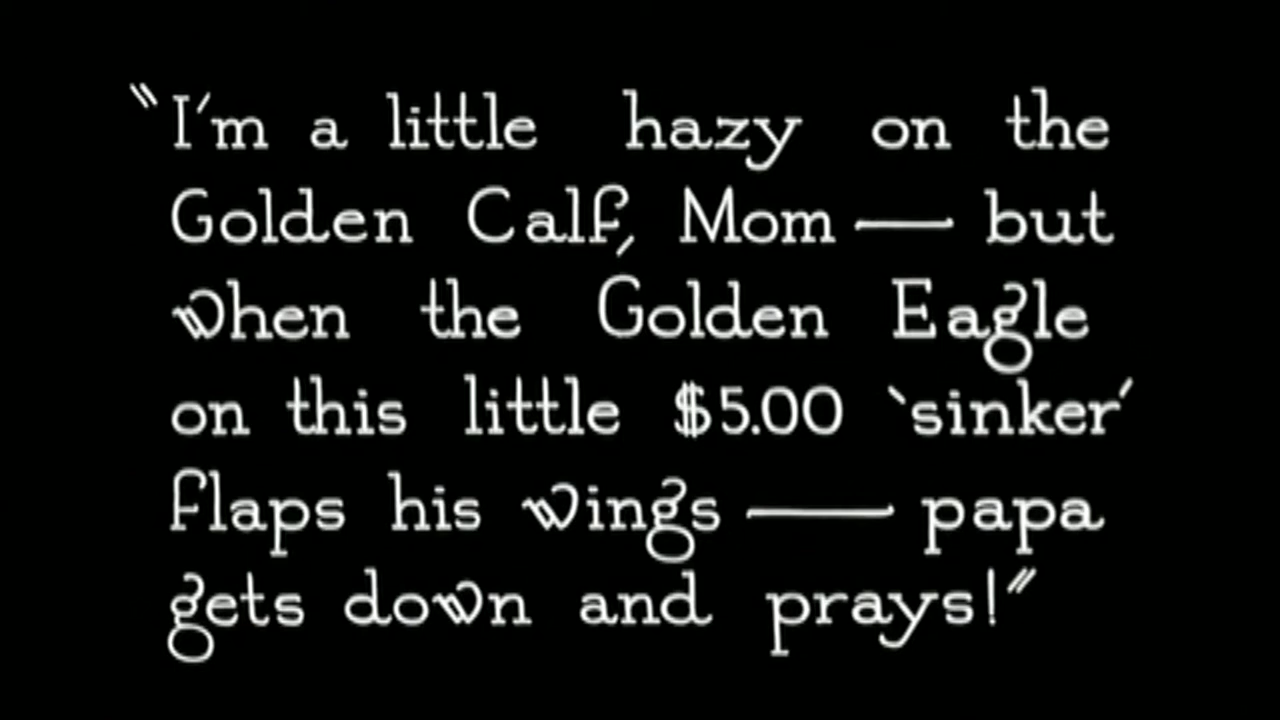 “I'm a little hazy on the
Golden Calf, Mom — but
when the Golden Eagle
on this little $5.00 ‘sinker’
flaps his wings — papa
gets down and prays!”